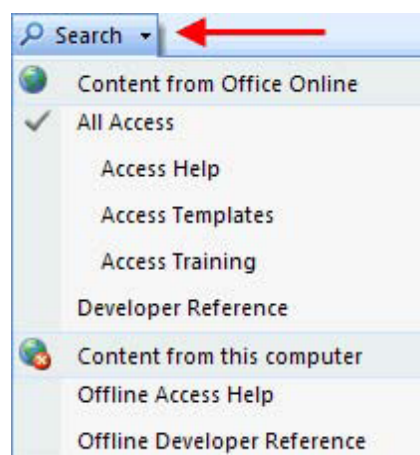 Search
Content from Office Online
All Access
Access Help
Access Templates
Access Training
Developer Reference
Content from this computer
Offline Access Help
Offline Developer Reference